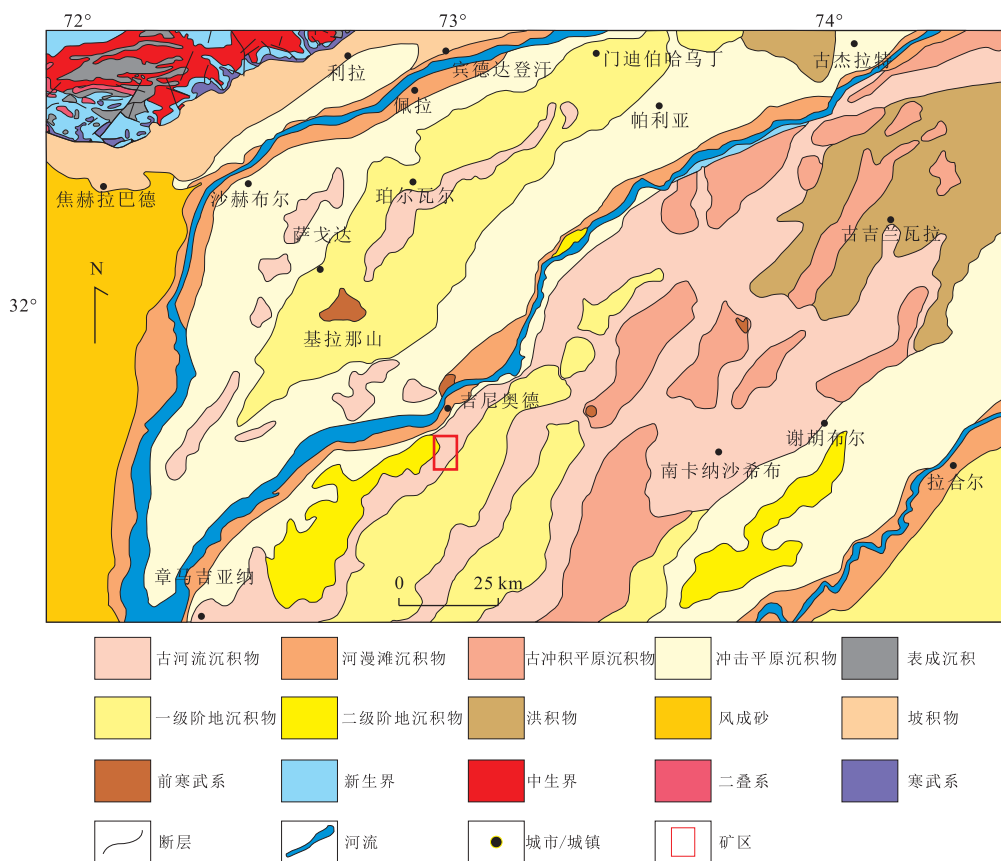 72°
73°
74°
利拉
宾德达登汗
门迪伯哈乌丁
古杰拉特
佩拉
帕利亚
焦赫拉巴德
沙赫布尔
珀尔瓦尔
萨戈达
古吉兰瓦拉
N
32°
基拉那山
吉尼奥德
谢胡布尔
南卡纳沙希布
拉合尔
章马吉亚纳
0 25 km
古河流沉积物
河漫滩沉积物
古冲积平原沉积物
冲击平原沉积物
表成沉积
一级阶地沉积物
二级阶地沉积物
洪积物
风成砂
坡积物
前寒武系
新生界
中生界
二叠系
寒武系
断层
河流
城市/城镇
矿区